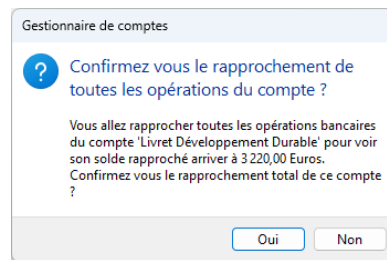 Gestionnaire de comptes
Confirmez vous le rapprochement de
toutes les opérations du compte ?
Vous allez rapprocher toutes les opérations bancaires
du compte 'Livret Développement Durable' pour voir
son solde rapproché arriver à 3 220,00 Euros.
Confirmez vous le rapprochement total de ce compte
?
Oui
Non